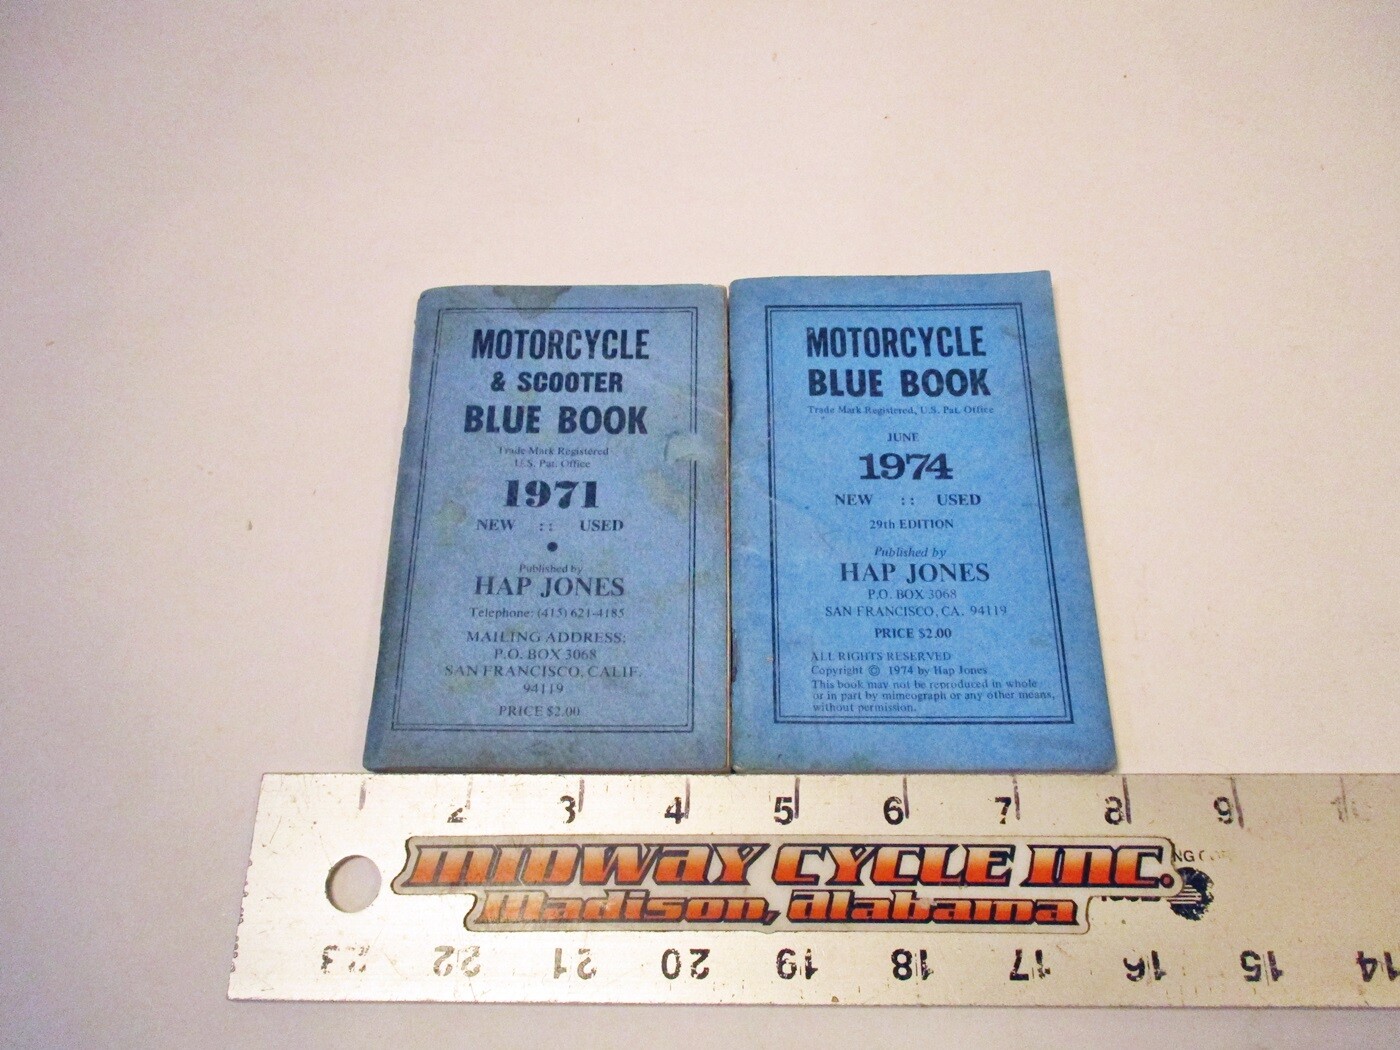 MOTORCYCLE
& SCOOTER
BLUE BOOK
Trade Mark Registered
U.S. Pat. Office
1971
NEW :: USED
Published by
HAP JONES
Telephone: (415) 621-4185
MAILING ADDRESS:
P.O. BOX 3068
SAN FRANCISCO, CALIF.
94119
PRICE $2.00
MOTORCYCLE
BLUE BOOK
Trade Mark Registered, U.S. Pat. Office
JUNE
1974
NEW :: USED
29th EDITION
Published by
HAP JONES
P.O. BOX 3068
SAN FRANCISCO, CA. 94119
PRICE $2.00
ALL RIGHTS RESERVED
Copyright © 1974 by Hap Jones
This book may not be reproduced in whole
or in part by mimeograph or any other means,
without permission.
2 3 4 5 6 7 8 9 10
MIDWAY CYCLE INC.
Madison, Alabama
23 22 21 20 19 18 17 16 15 14